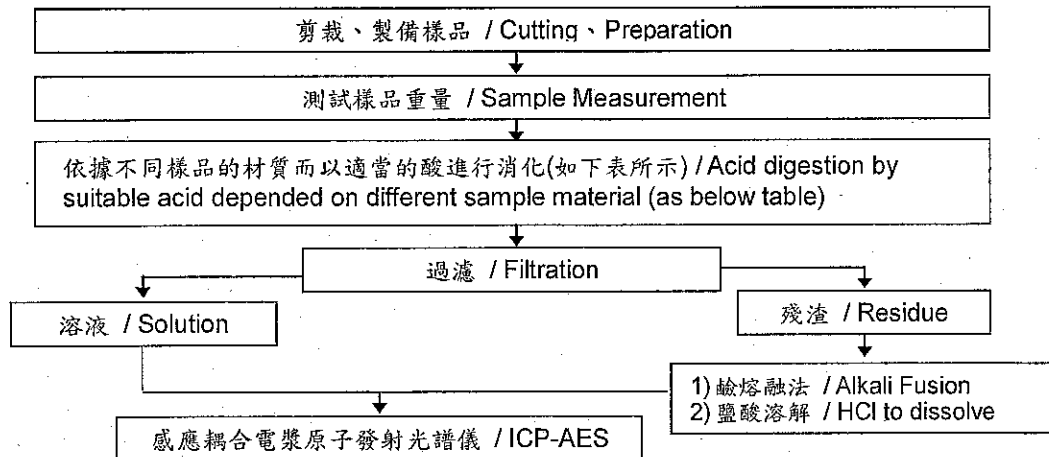 剪裁、製備樣品 / Cutting、Preparation
測試樣品重量 / Sample Measurement
依據不同樣品的材質而以適當的酸進行消化(如下表所示) / Acid digestion by
suitable acid depended on different sample material (as below table)
過濾 / Filtration
溶液 / Solution
殘渣 / Residue
1) 鹼熔融法 / Alkali Fusion
2) 鹽酸溶解 / HCl to dissolve
感應耦合電漿原子發射光譜儀 / ICP-AES